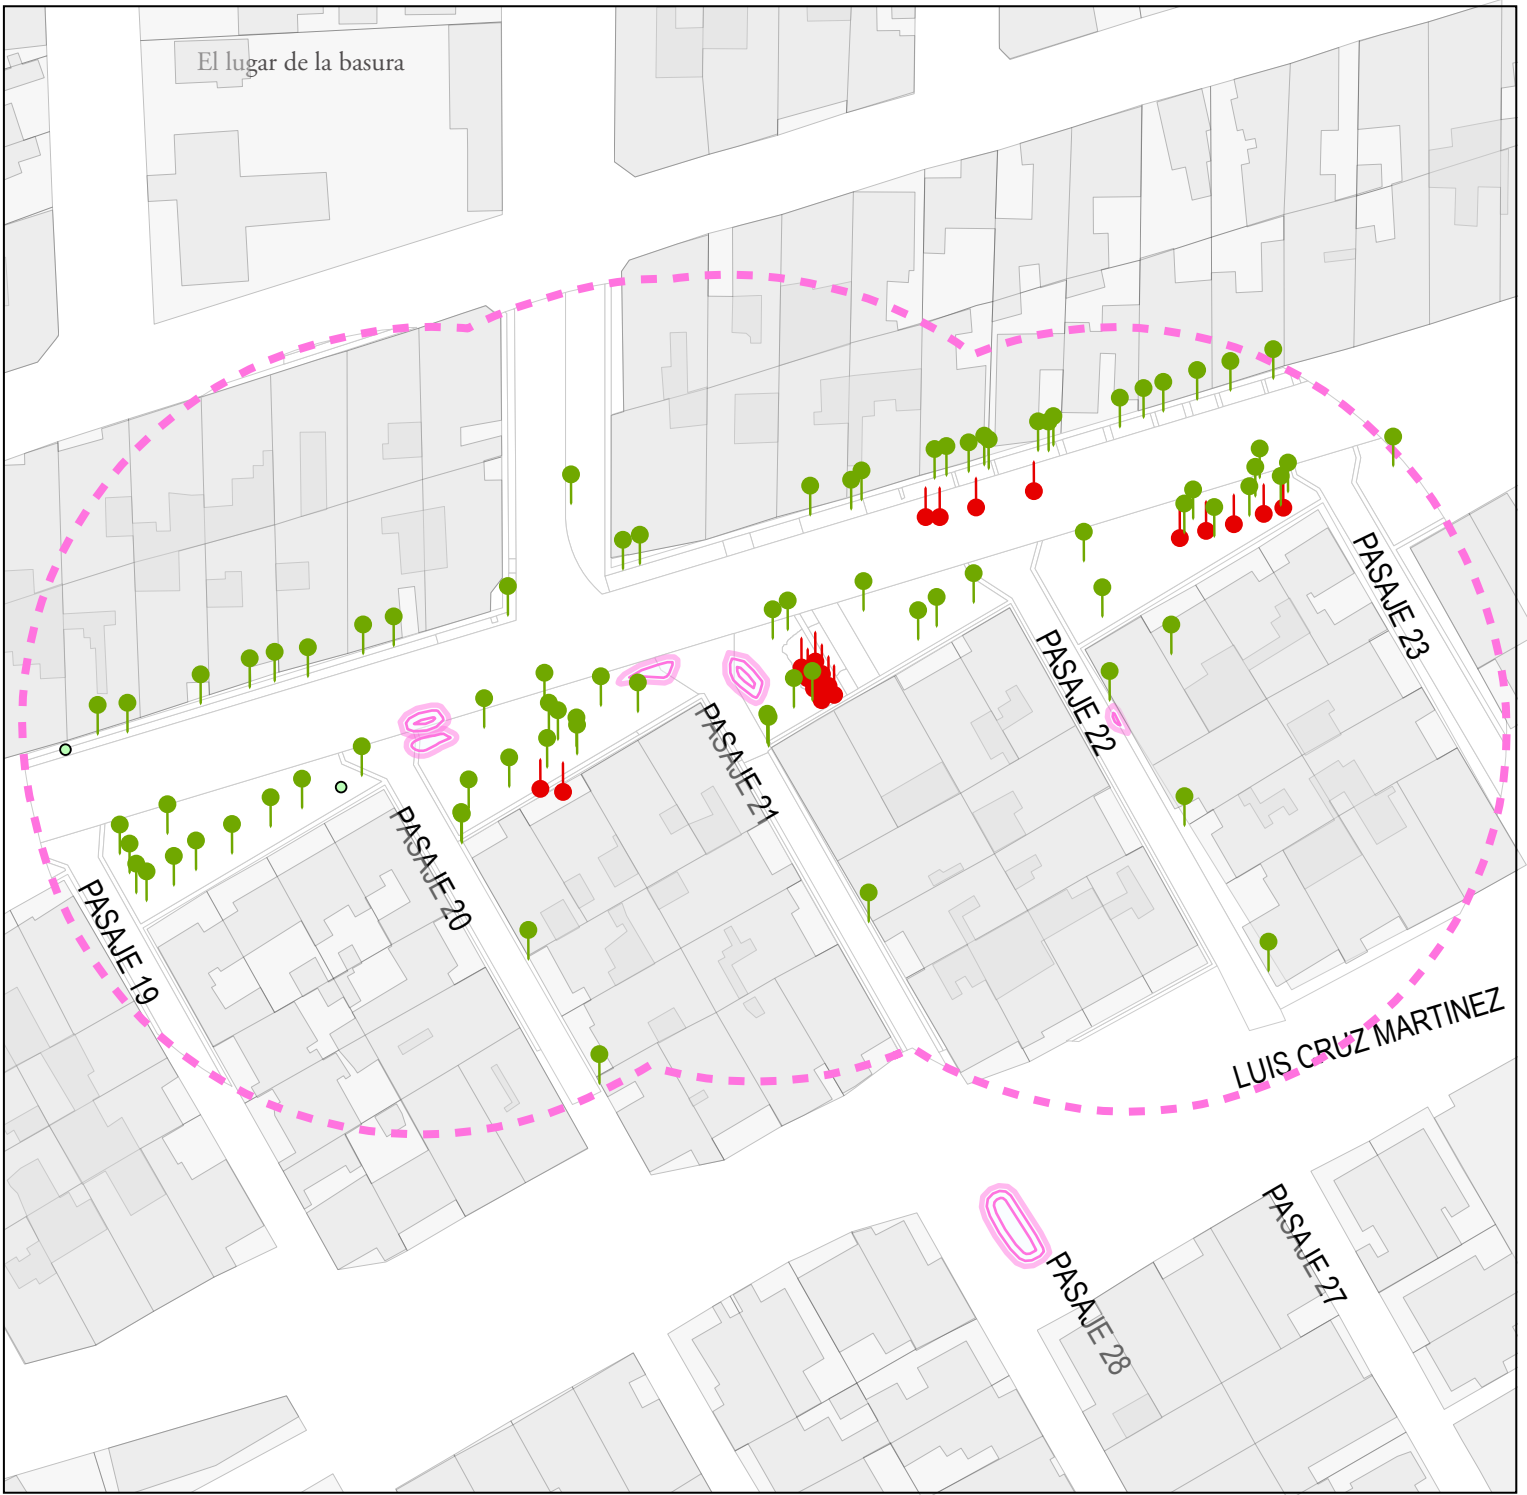 El lugar de la basura
PASAJE 23
PASAJE 22
PASAJE 21
PASAJE 20
PASAJE 19
LUIS CRUZ MARTINEZ
PASAJE 27
PASAJE 28